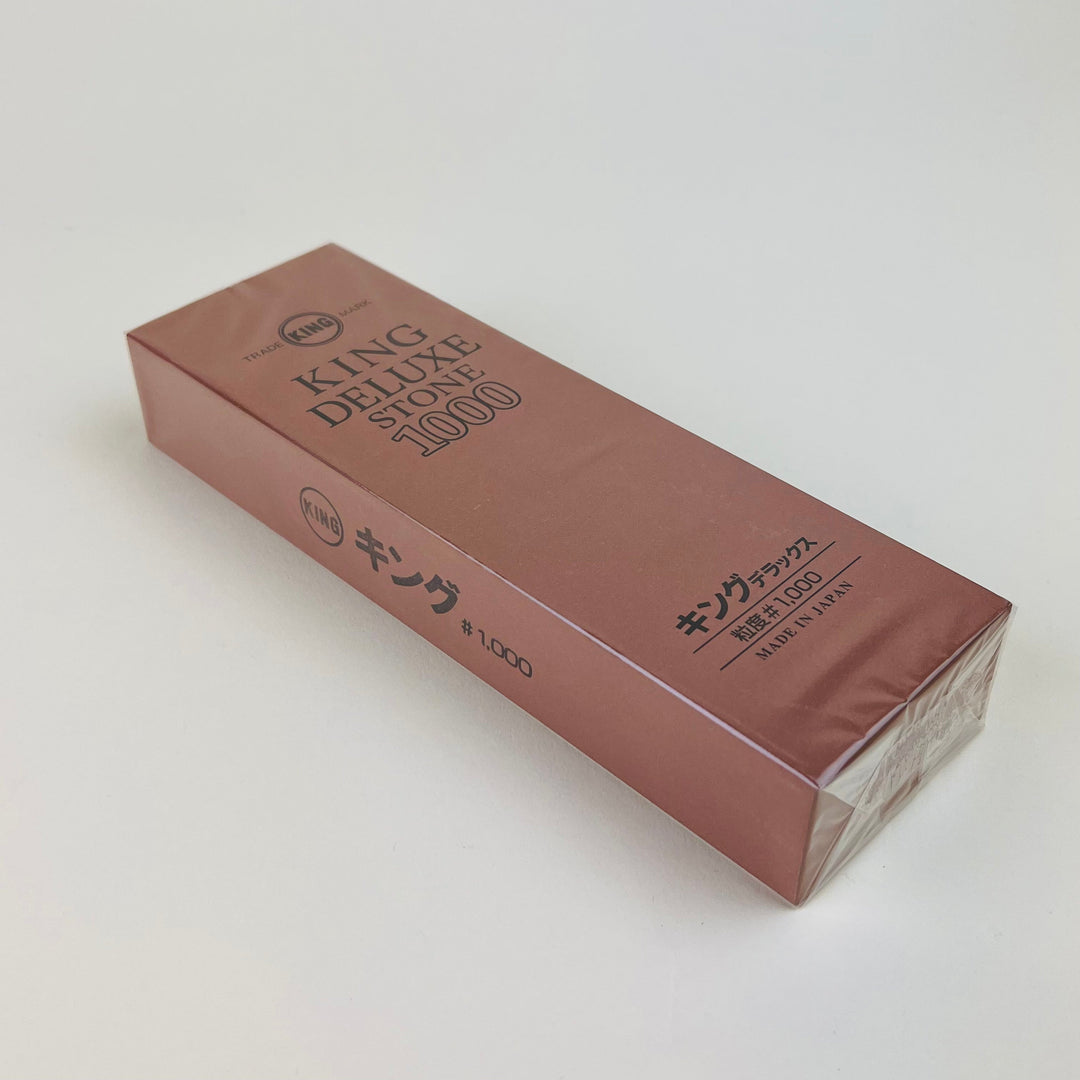 TRADE KING MARK
KING
DELUXE
STONE
1000
キングデラックス
粒度#1,000
MADE IN JAPAN
KING キング #1,000